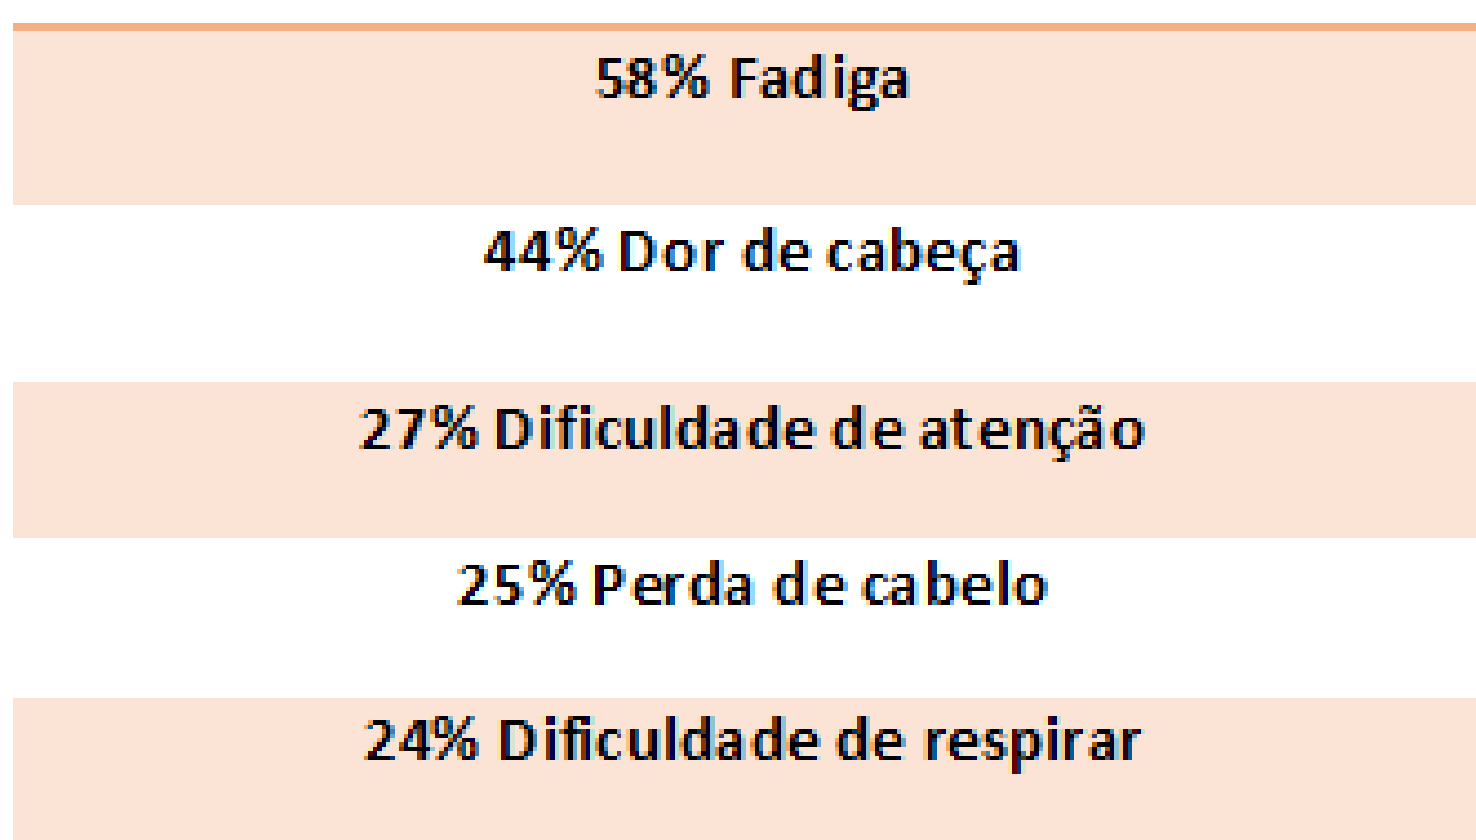 58% Fadiga
44% Dor de cabeça
27% Dificuldade de atenção
25% Perda de cabelo
24% Dificuldade de respirar